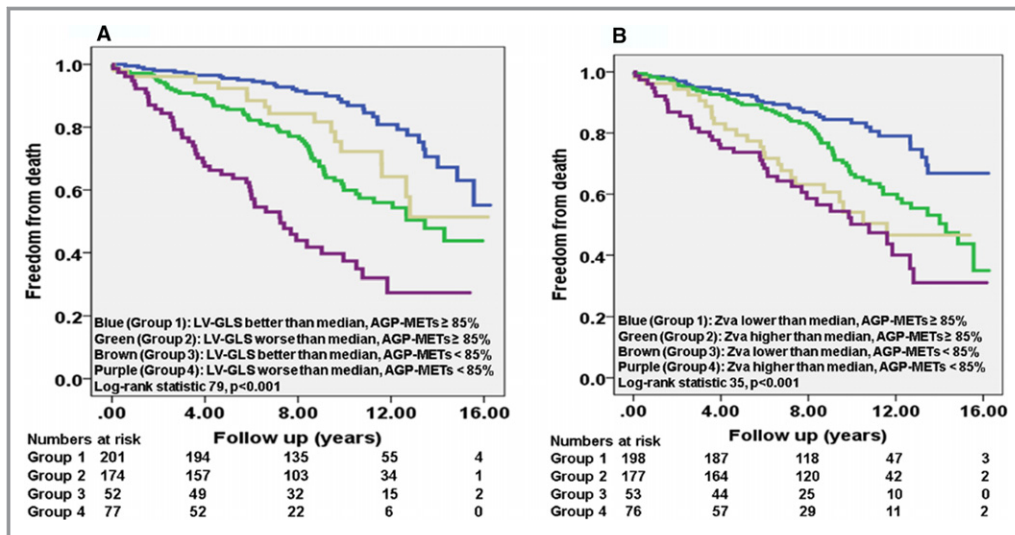 A
Freedom from death
1.0
0.8
0.6
0.4
0.2
0.0
Blue (Group 1): LV-GLS better than median, AGP-METs ≥ 85%
Green (Group 2): LV-GLS worse than median, AGP-METs ≥ 85%
Brown (Group 3): LV-GLS better than median, AGP-METs < 85%
Purple (Group 4): LV-GLS worse than median, AGP-METs < 85%
Log-rank statistic 79, p<0.001
.00 4.00 8.00 12.00 16.00
Follow up (years)
Numbers at risk
Group 1 201 194 135 55 4
Group 2 174 157 103 34 1
Group 3 52 49 32 15 2
Group 4 77 52 22 6 0
B
Freedom from death
1.0
0.8
0.6
0.4
0.2
0.0
Blue (Group 1): Zva lower than median, AGP-METs ≥ 85%
Green (Group 2): Zva higher than median, AGP-METs ≥ 85%
Brown (Group 3): Zva lower than median, AGP-METs < 85%
Purple (Group 4): Zva higher than median, AGP-METs < 85%
Log-rank statistic 35, p<0.001
.00 4.00 8.00 12.00 16.00
Follow up (years)
Numbers at risk
Group 1 198 187 118 47 3
Group 2 177 164 120 42 2
Group 3 53 44 25 10 0
Group 4 76 57 29 11 2